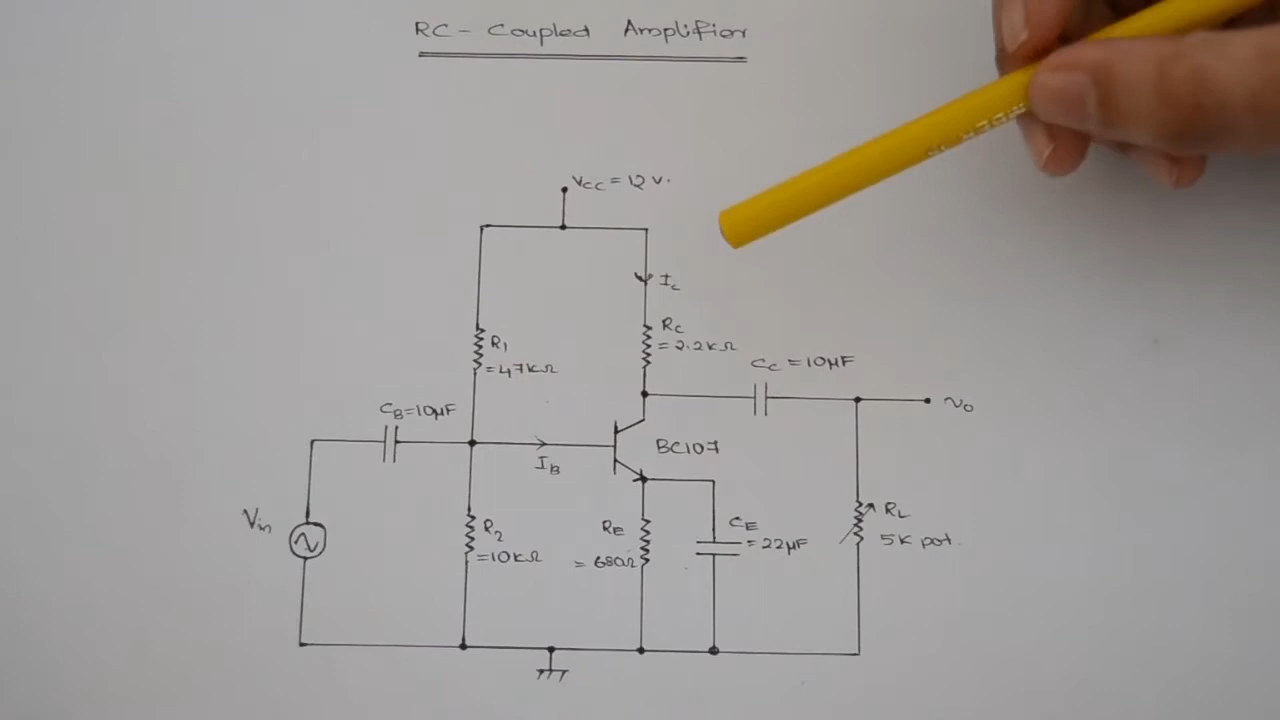 RC - Coupled Amplifier
Vcc = 12 v.
Ic
Rc
= 2.2kΩ
R1
= 47kΩ
Cc = 10µF
CB=10µF
vo
BC107
IB
Vin
R2
=10kΩ
RE
= 680Ω
CE
= 22µF
RL
5K pot.